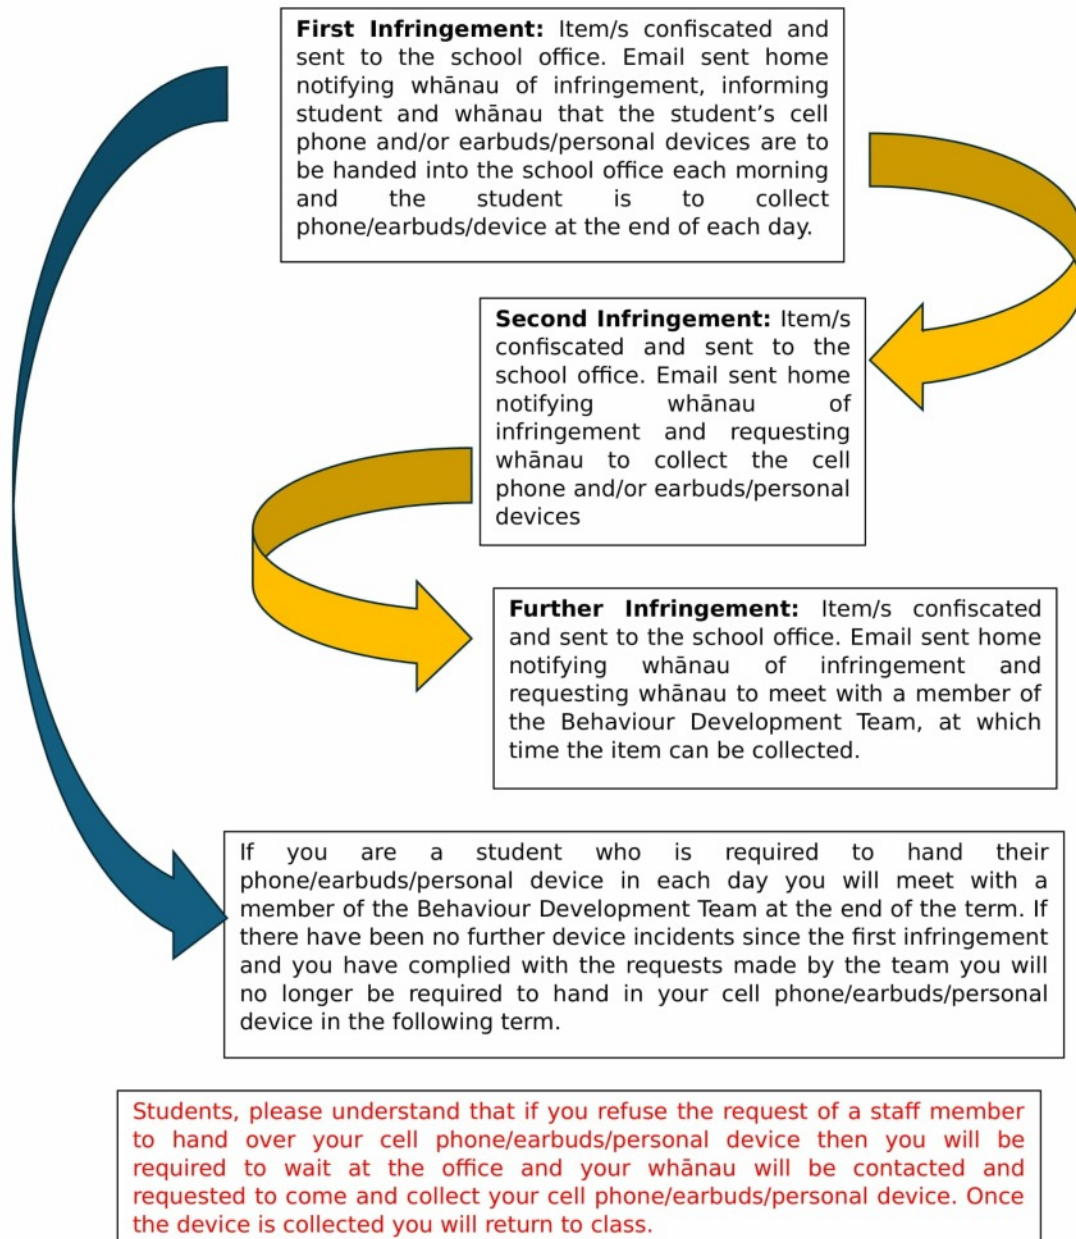 First Infringement: Item/s confiscated and
sent to the school office. Email sent home
notifying whānau of infringement, informing
student and whānau that the student’s cell
phone and/or earbuds/personal devices are to
be handed into the school office each morning
and the student is to collect
phone/earbuds/device at the end of each day.
Second Infringement: Item/s
confiscated and sent to the
school office. Email sent home
notifying whānau of
infringement and requesting
whānau to collect the cell
phone and/or earbuds/personal
devices
Further Infringement: Item/s confiscated
and sent to the school office. Email sent home
notifying whānau of infringement and
requesting whānau to meet with a member of
the Behaviour Development Team, at which
time the item can be collected.
If you are a student who is required to hand their
phone/earbuds/personal device in each day you will meet with a
member of the Behaviour Development Team at the end of the term. If
there have been no further device incidents since the first infringement
and you have complied with the requests made by the team you will
no longer be required to hand in your cell phone/earbuds/personal
device in the following term.
Students, please understand that if you refuse the request of a staff member
to hand over your cell phone/earbuds/personal device then you will be
required to wait at the office and your whānau will be contacted and
requested to come and collect your cell phone/earbuds/personal device. Once
the device is collected you will return to class.